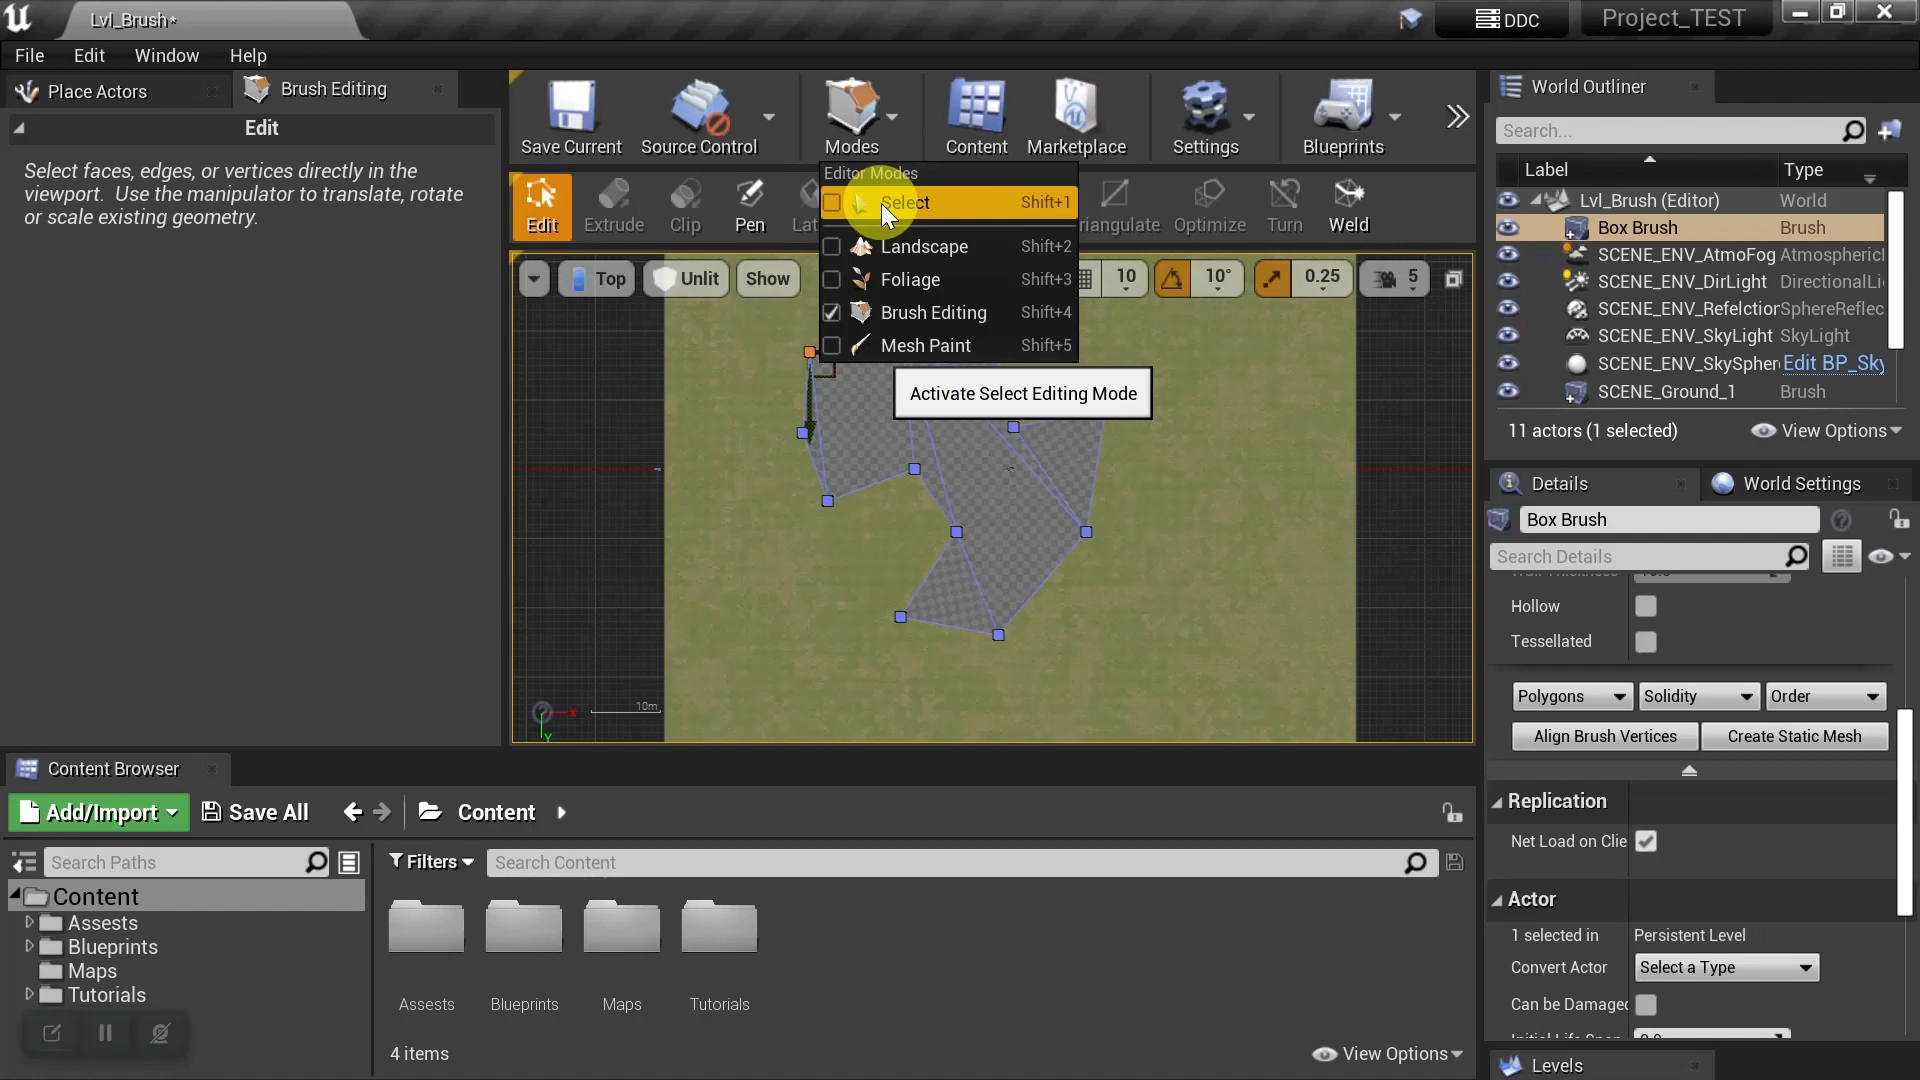 Lvl_Brush*
DDC
Project_TEST
File
Edit
Window
Help
Place Actors
Brush Editing
Edit
Select faces, edges, or vertices directly in the
viewport. Use the manipulator to translate, rotate
or scale existing geometry.
Save Current
Source Control
Modes
Content
Marketplace
Settings
Blueprints
Editor Modes
Select Shift+1
Landscape Shift+2
Foliage Shift+3
Brush Editing Shift+4
Mesh Paint Shift+5
Activate Select Editing Mode
Edit
Extrude
Clip
Pen
Lat
riangulate
Optimize
Turn
Weld
Top
Unlit
Show
10
10°
0.25
5
10m
X
Y
World Outliner
Search...
Label
Type
Lvl_Brush (Editor) World
Box Brush Brush
SCENE_ENV_AtmoFog Atmospheric
SCENE_ENV_DirLight DirectionalLi
SCENE_ENV_Refelction SphereReflec
SCENE_ENV_SkyLight SkyLight
SCENE_ENV_SkySpher Edit BP_Sky
SCENE_Ground_1 Brush
11 actors (1 selected)
View Options
Details
World Settings
Box Brush
Search Details
Hollow
Tessellated
Polygons
Solidity
Order
Align Brush Vertices
Create Static Mesh
Replication
Net Load on Clie
Actor
1 selected in Persistent Level
Convert Actor Select a Type
Can be Damaged
Levels
Content Browser
Add/Import
Save All
Content
Search Paths
Filters
Search Content
Content
Assests
Blueprints
Maps
Tutorials
Assests
Blueprints
Maps
Tutorials
4 items
View Options